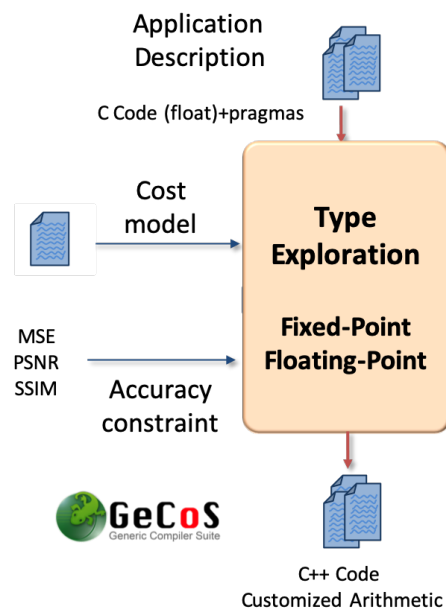 Application
Description
C Code (float)+pragmas
Cost
model
Type
Exploration
Fixed-Point
Floating-Point
MSE
PSNR
SSIM
Accuracy
constraint
GeCoS
Generic Compiler Suite
C++ Code
Customized Arithmetic